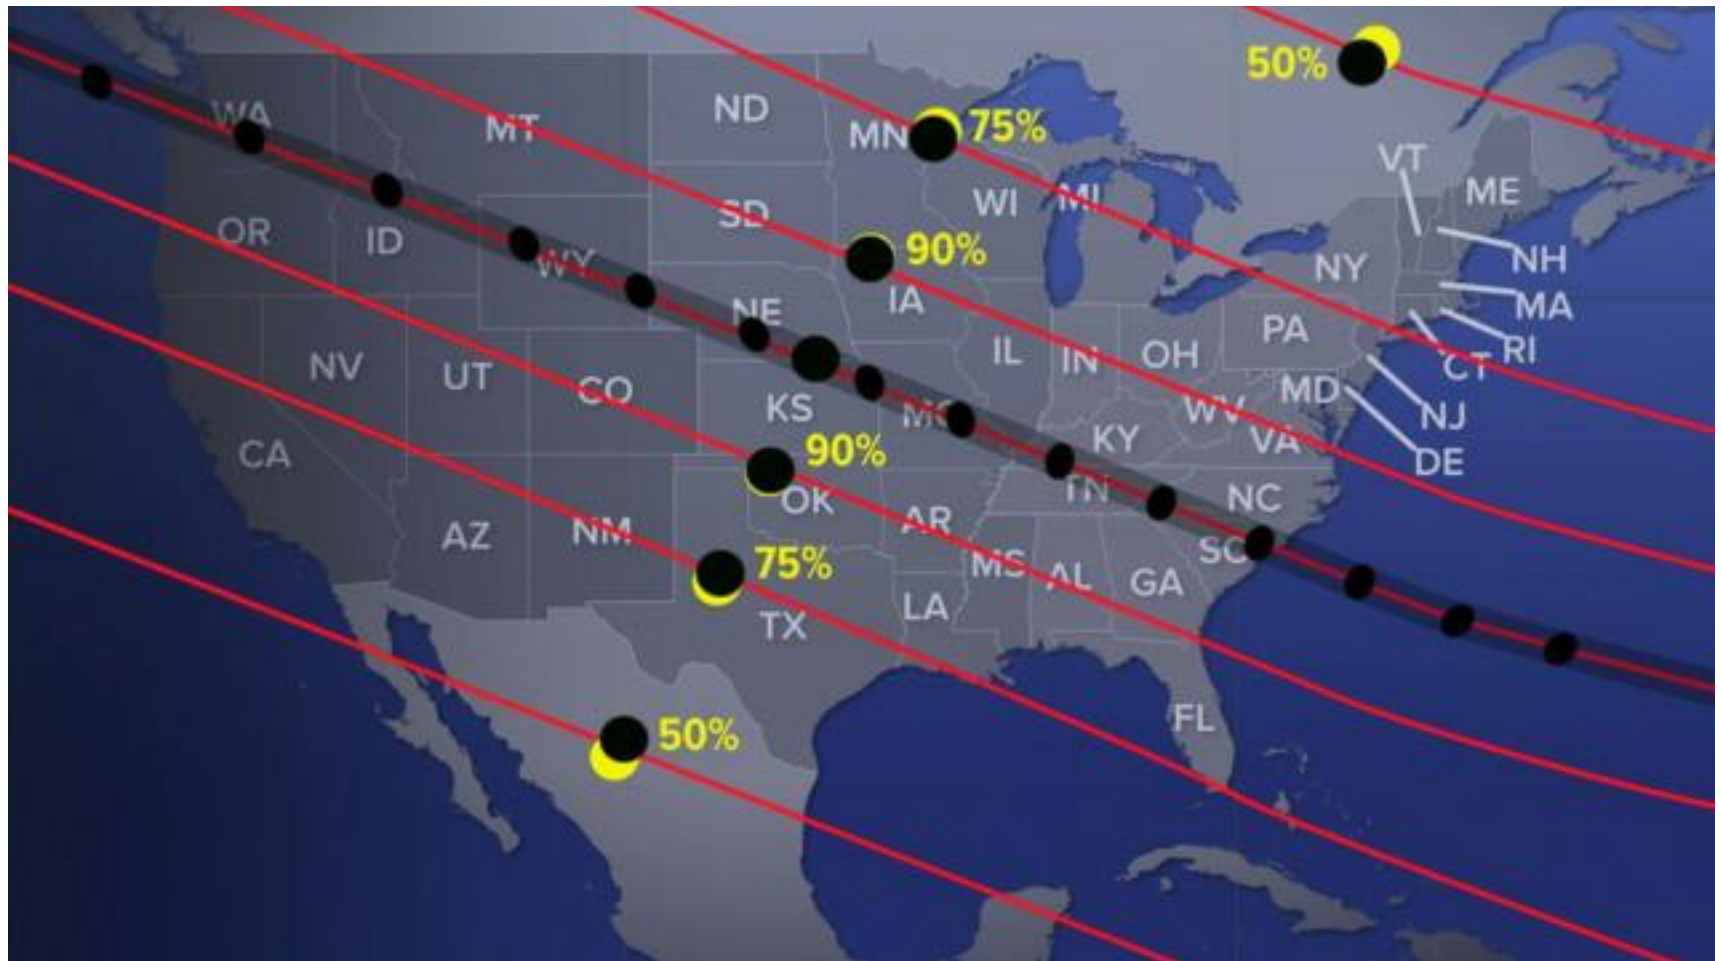 50%
WA
MT
ND
MN
75%
VT
ME
OR
ID
SD
WI
MI
90%
NY
NH
WY
NE
IA
MA
PA
NV
UT
CO
IL
IN
OH
RI
CT
KS
MO
MD
WV
NJ
CA
90%
KY
VA
DE
OK
TN
NC
AZ
NM
AR
SC
75%
MS
AL
GA
LA
TX
FL
50%